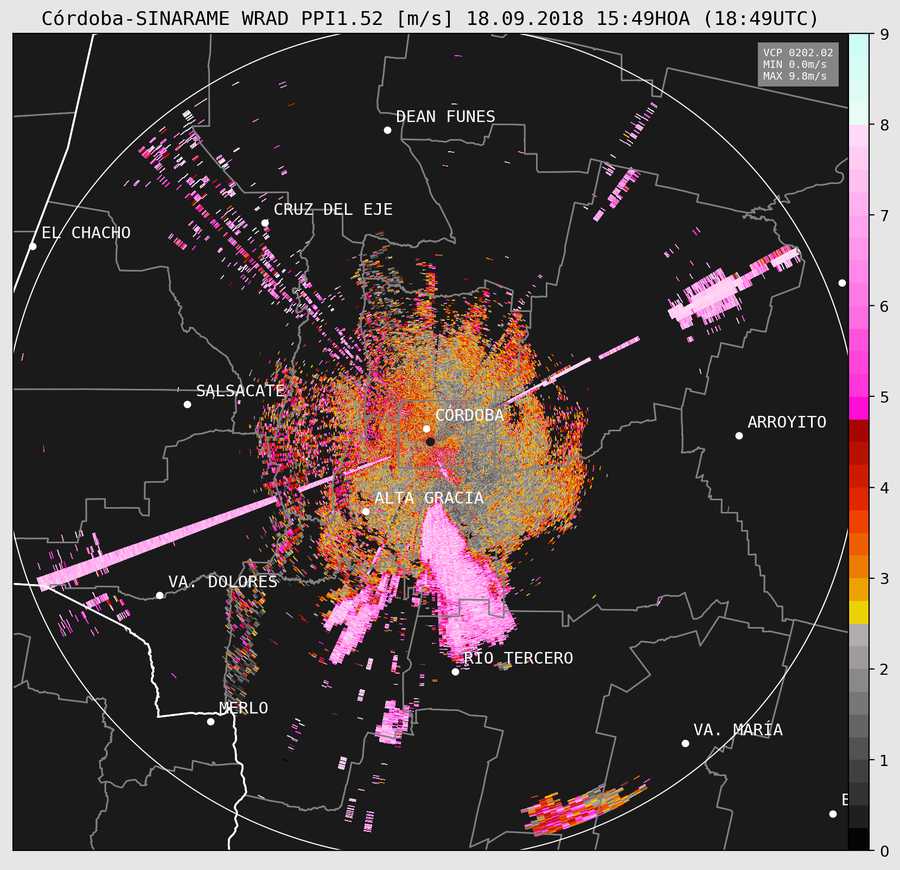 Córdoba-SINARAME WRAD PPI1.52 [m/s] 18.09.2018 15:49HOA (18:49UTC)
VCP 0202.02
MIN 0.0m/s
MAX 9.8m/s
9
8
7
6
5
4
3
2
1
0
DEAN FUNES
CRUZ DEL EJE
EL CHACHO
SALSACATE
CÓRDOBA
ARROYITO
ALTA GRACIA
VA. DOLORES
RÍO TERCERO
MERLO
VA. MARÍA